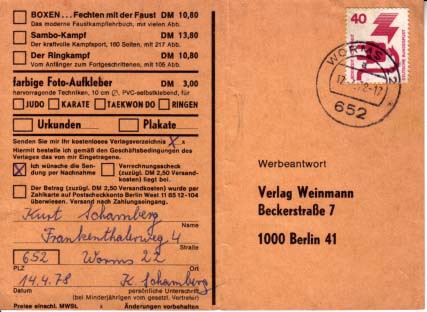 BOXEN ... Fechten mit der Faust DM 10,80
Das moderne Faustkampflehrbuch, mit vielen Abb.
Sambo-Kampf DM 13,80
Der kraftvolle Kampfsport, 160 Seiten, mit 217 Abb.
Der Ringkampf DM 10,80
Vom Anfänger zum Fortgeschrittenen, mit 165 Abb.
farbige Foto-Aufkleber DM 3,00
hervorragende Techniken, 10 cm Ø, PVC-selbstklebend, für
JUDO KARATE TAEKWON DO RINGEN
Urkunden Plakate
Senden Sie mir Ihr kostenloses Verlagsverzeichnis x
Hiermit bestelle ich gemäß den Geschäftsbedingungen des
Verlages das von mir Eingetragene.
x Ich wünsche die Sendung per Nachnahme
Verrechnungsscheck (zuzügl. DM 2,50 Versandkosten) liegt bei.
Der Betrag (zuzügl. DM 2,50 Versandkosten) wurde per
Zahlkarte auf Postscheckkonto Berlin West 11 65 12-104
überwiesen. Versand nach Zahlungseingang.
Kurt Schamberg
Name
Frankenthalerweg 4
Straße
652 Worms 22
PLZ Ort
14.4.78 K. Schamberg
Datum persönliche Unterschrift
(bei Minderjährigen vom gesetzl. Vertreter)
Preise einschl. MWSL Änderungen vorbehalten
40
DEUTSCHE BUNDESPOST
WORMS 2
652
Werbeantwort
Verlag Weinmann
Beckerstraße 7
1000 Berlin 41